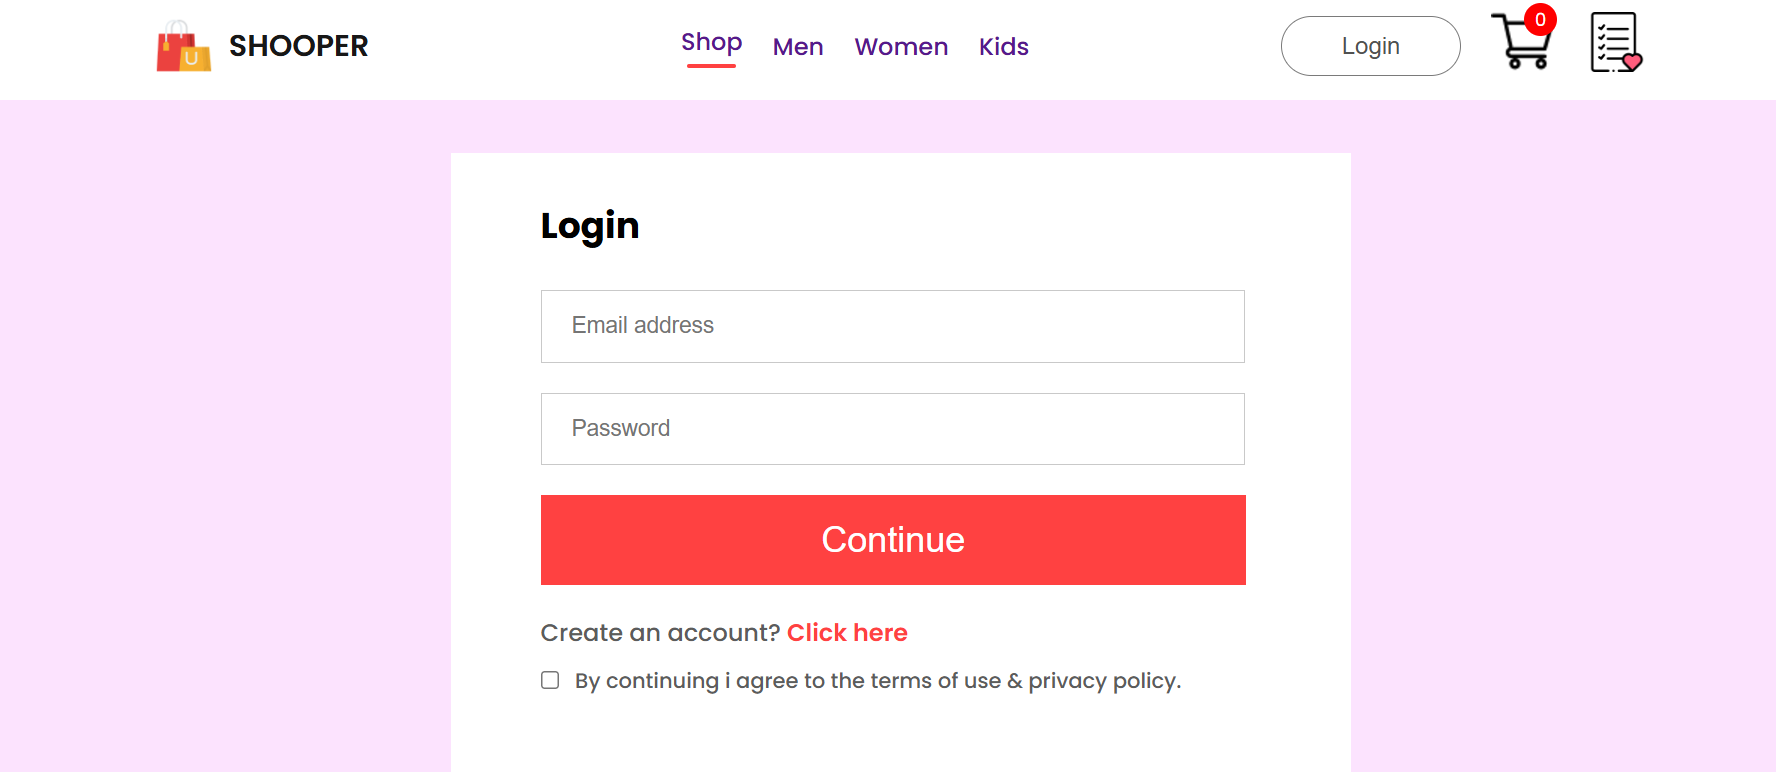 SHOOPER
Shop Men Women Kids
Login
0
Login
Email address
Password
Continue
Create an account? Click here
By continuing i agree to the terms of use & privacy policy.